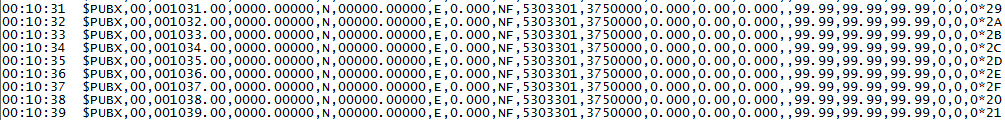 00:10:31 $PUBX,00,001031.00,0000.00000,N,00000.00000,E,0.000,NF,5303301,3750000,0.000,0.00,0.000,,99.99,99.99,99.99,0,0,0*29
00:10:32 $PUBX,00,001032.00,0000.00000,N,00000.00000,E,0.000,NF,5303301,3750000,0.000,0.00,0.000,,99.99,99.99,99.99,0,0,0*2A
00:10:33 $PUBX,00,001033.00,0000.00000,N,00000.00000,E,0.000,NF,5303301,3750000,0.000,0.00,0.000,,99.99,99.99,99.99,0,0,0*2B
00:10:34 $PUBX,00,001034.00,0000.00000,N,00000.00000,E,0.000,NF,5303301,3750000,0.000,0.00,0.000,,99.99,99.99,99.99,0,0,0*2C
00:10:35 $PUBX,00,001035.00,0000.00000,N,00000.00000,E,0.000,NF,5303301,3750000,0.000,0.00,0.000,,99.99,99.99,99.99,0,0,0*2D
00:10:36 $PUBX,00,001036.00,0000.00000,N,00000.00000,E,0.000,NF,5303301,3750000,0.000,0.00,0.000,,99.99,99.99,99.99,0,0,0*2E
00:10:37 $PUBX,00,001037.00,0000.00000,N,00000.00000,E,0.000,NF,5303301,3750000,0.000,0.00,0.000,,99.99,99.99,99.99,0,0,0*2F
00:10:38 $PUBX,00,001038.00,0000.00000,N,00000.00000,E,0.000,NF,5303301,3750000,0.000,0.00,0.000,,99.99,99.99,99.99,0,0,0*20
00:10:39 $PUBX,00,001039.00,0000.00000,N,00000.00000,E,0.000,NF,5303301,3750000,0.000,0.00,0.000,,99.99,99.99,99.99,0,0,0*21